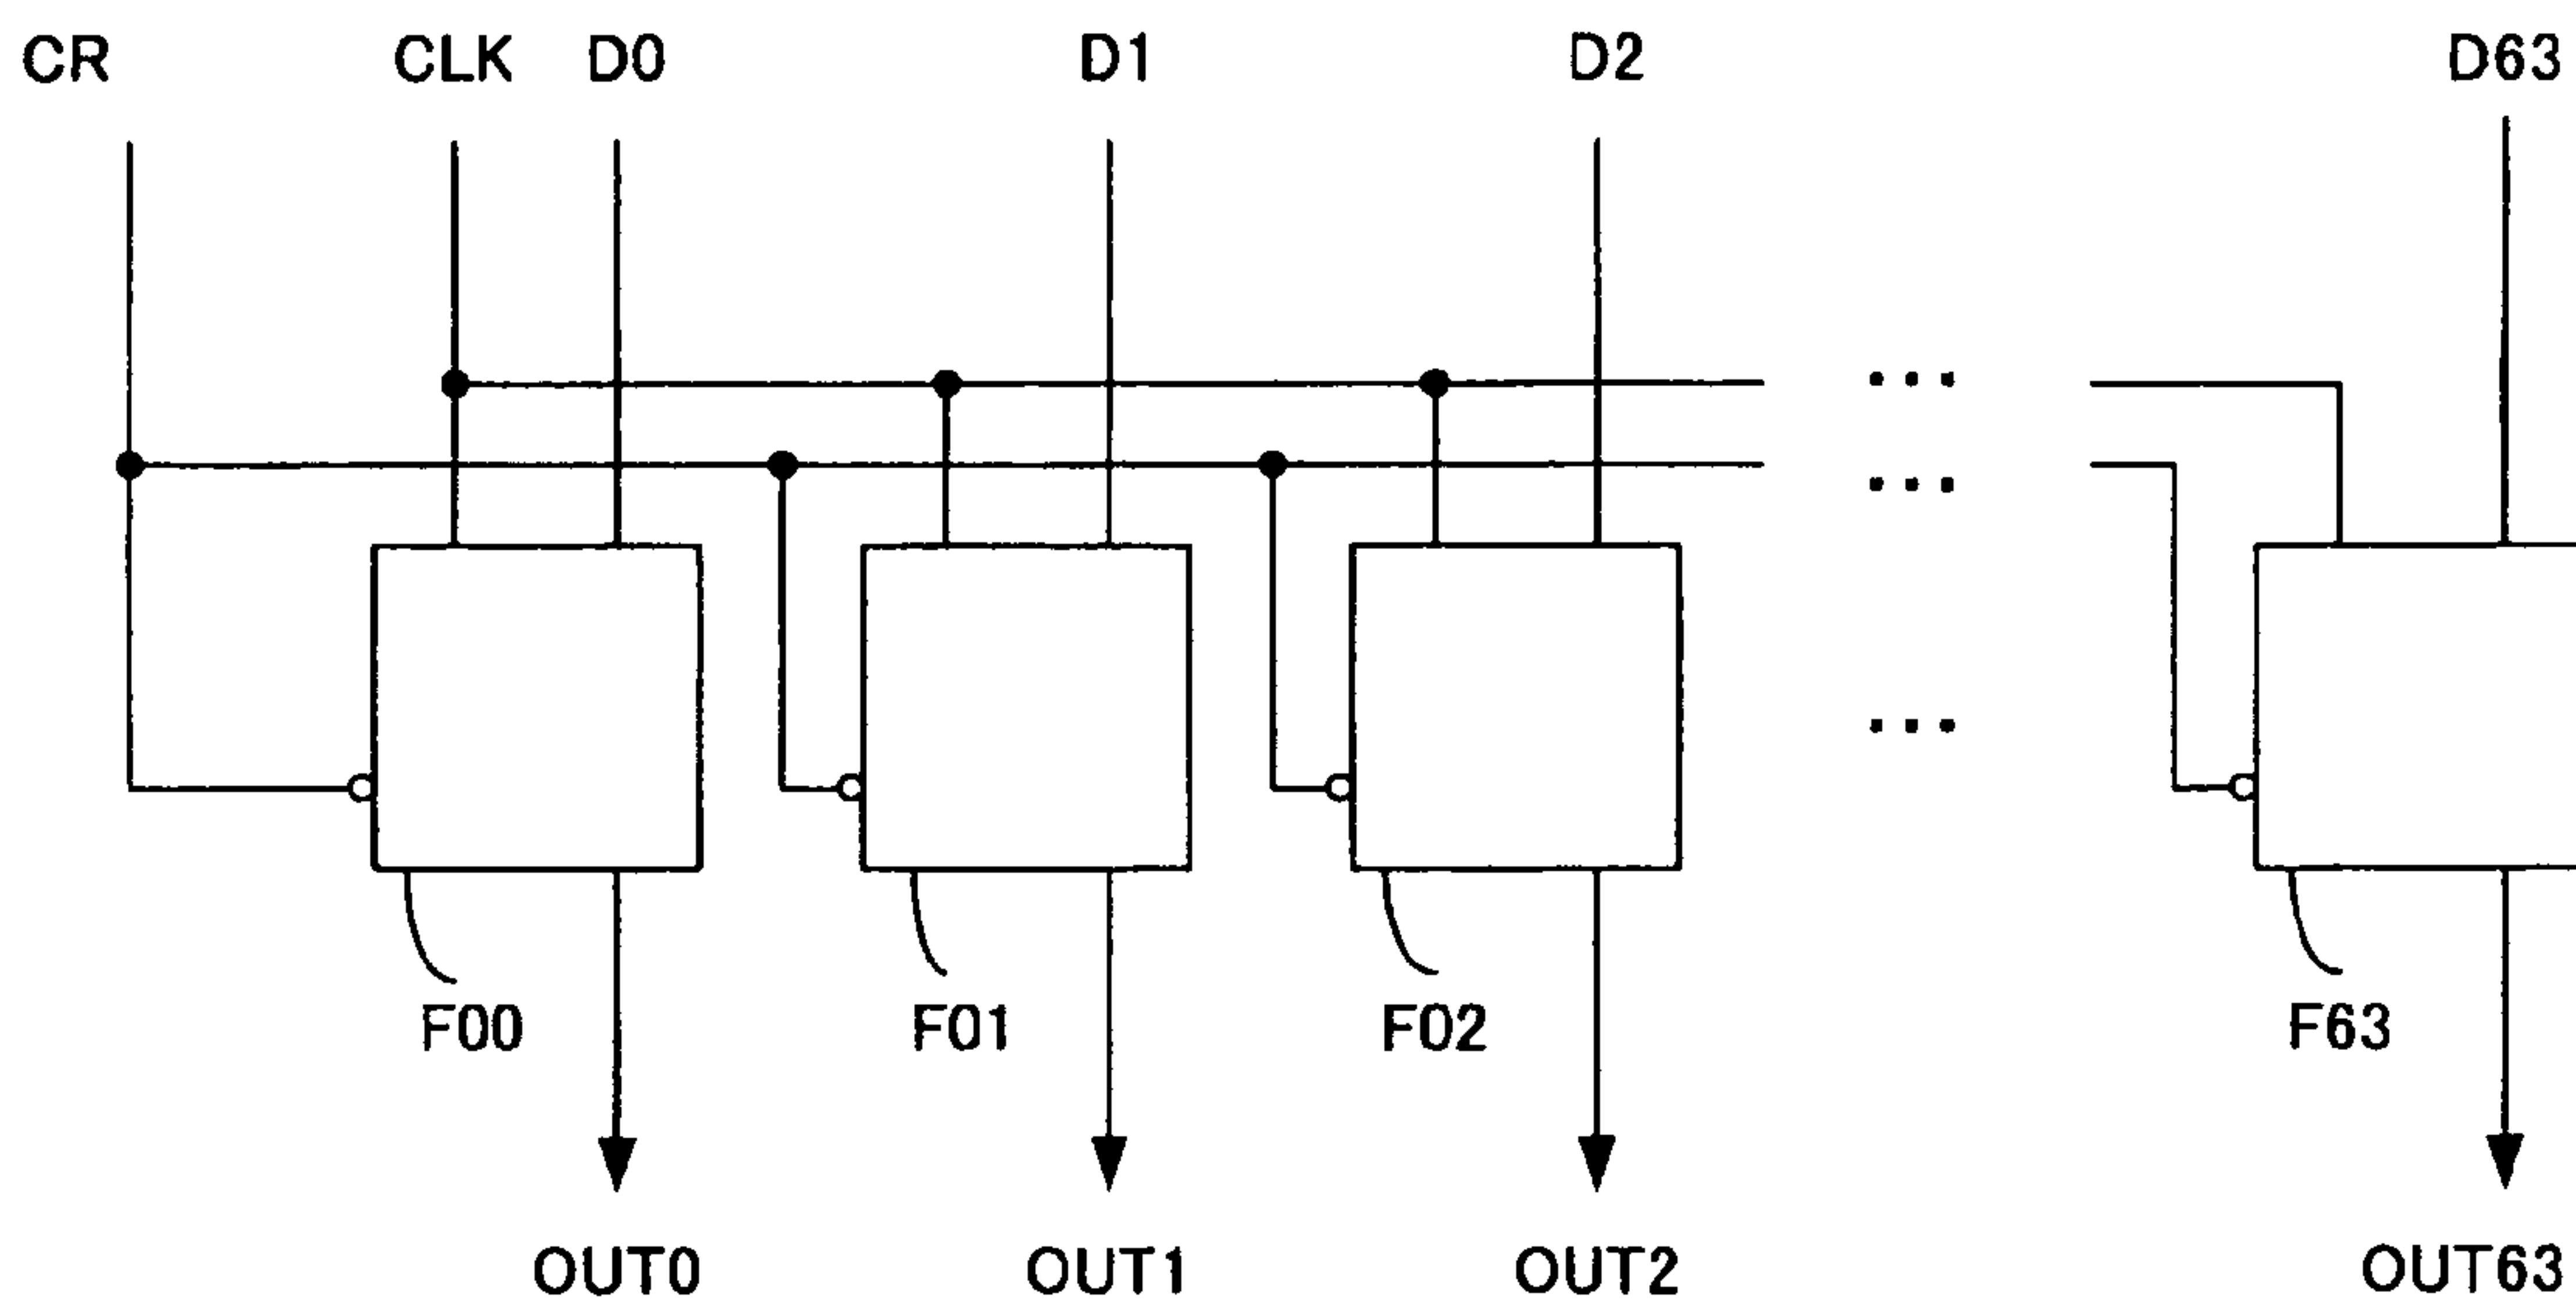 CR CLK D0 D1 D2 D63
... 
...
...
F00 F01 F02 F63
OUT0 OUT1 OUT2 OUT63